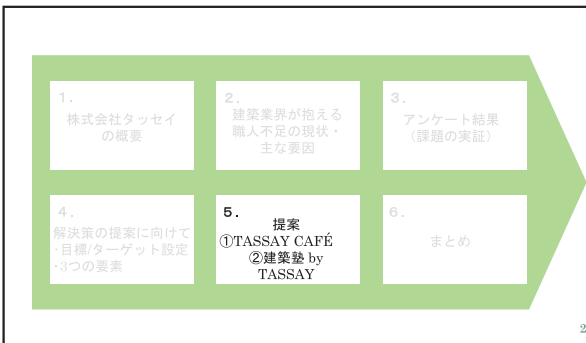 1.
株式会社タッセイ
の概要
2.
建築業界が抱える
職人不足の現状・
主な要因
3.
アンケート結果
（課題の実証）
4.
解決策の提案に向けて
・目標/ターゲット設定
・3つの要素
5.
提案
①TASSAY CAFÉ
②建築塾 by
TASSAY
6.
まとめ